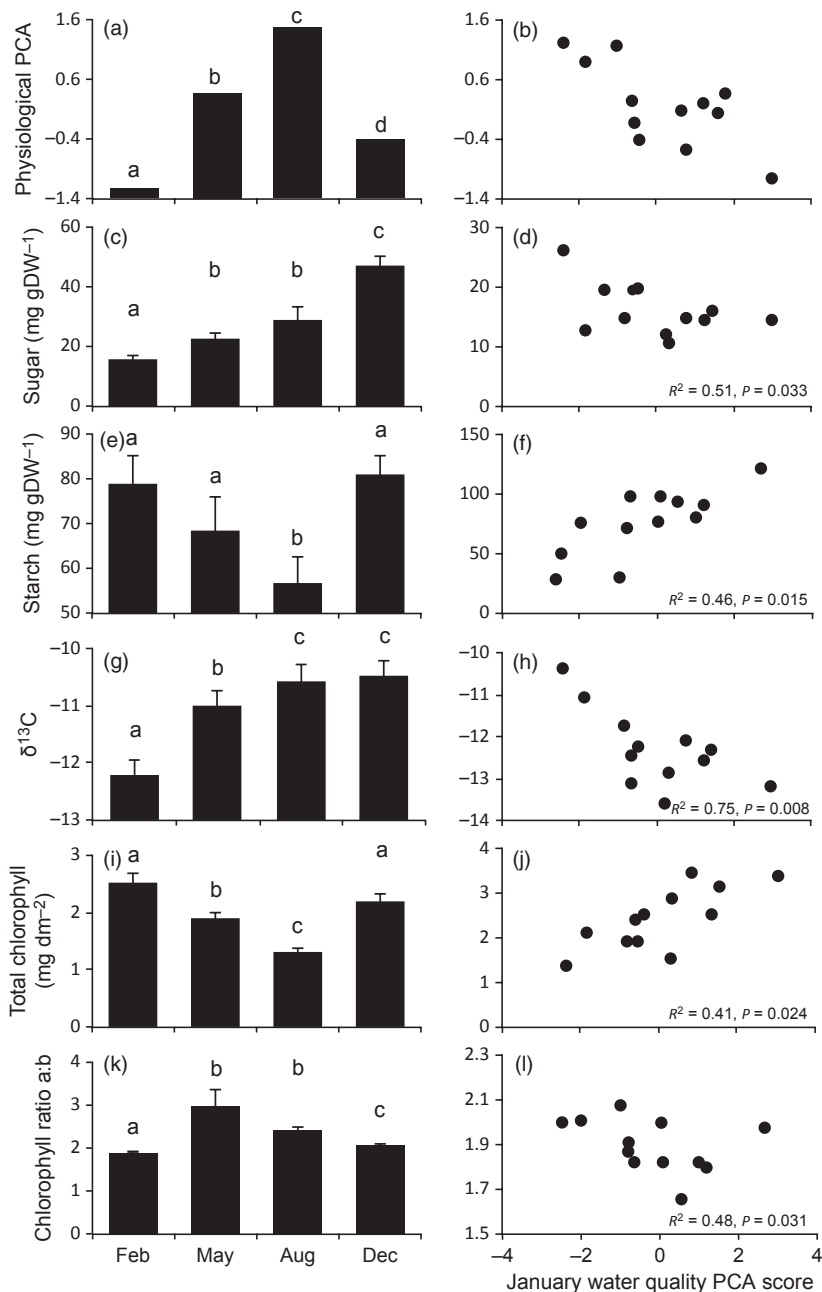 (a)
Physiological PCA
1.6
0.6
−0.4
−1.4
a
b
c
d
(b)
1.6
0.6
−0.4
−1.4
(c)
Sugar (mg gDW⁻¹)
60
40
20
0
a
b
b
c
(d)
30
20
10
0
R² = 0.51, P = 0.033
(e)
Starch (mg gDW⁻¹)
90
80
70
60
50
a
a
b
a
(f)
150
100
50
0
R² = 0.46, P = 0.015
(g)
δ¹³C
−10
−11
−12
−13
a
b
c
c
(h)
−10
−11
−12
−13
−14
R² = 0.75, P = 0.008
(i)
Total chlorophyll
(mg dm⁻²)
3
2
1
0
a
b
c
a
(j)
4
3
2
1
0
R² = 0.41, P = 0.024
(k)
Chlorophyll ratio a:b
4
3
2
1
0
a
b
b
c
Feb May Aug Dec
(l)
2.3
2.1
1.9
1.7
1.5
R² = 0.48, P = 0.031
−4 −2 0 2 4
January water quality PCA score